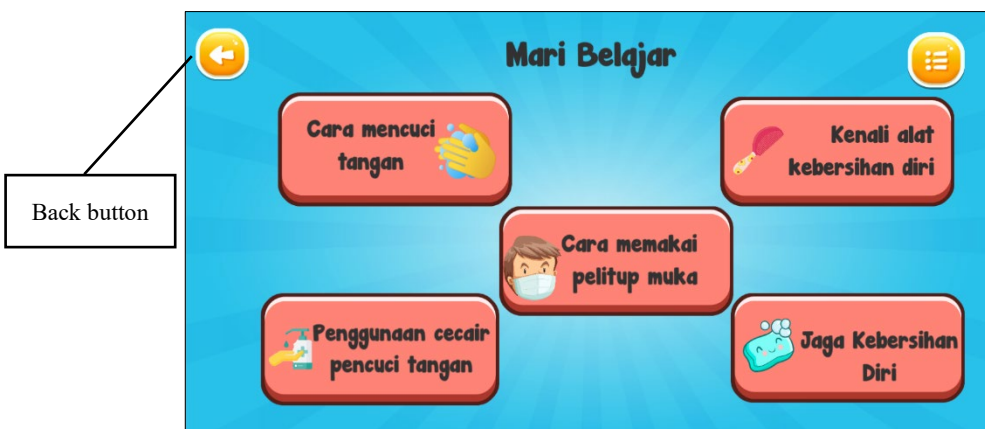 Mari Belajar
Cara mencuci
tangan
Kenali alat
kebersihan diri
Back button
Cara memakai
pelitup muka
Penggunaan cecair
pencuci tangan
Jaga Kebersihan
Diri